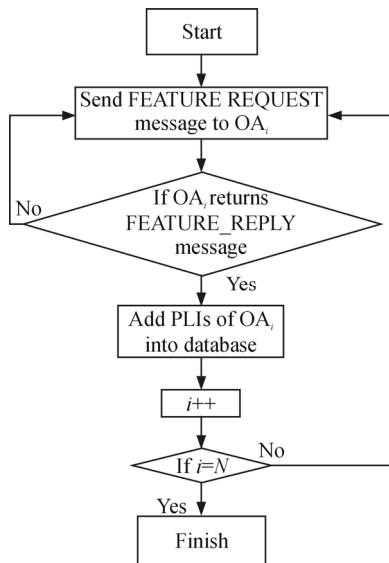 Start
Send FEATURE REQUEST
message to OAᵢ
If OAᵢ returns
FEATURE_REPLY
message
No
Yes
Add PLIs of OAᵢ
into database
i++
If i=N
No
Yes
Finish